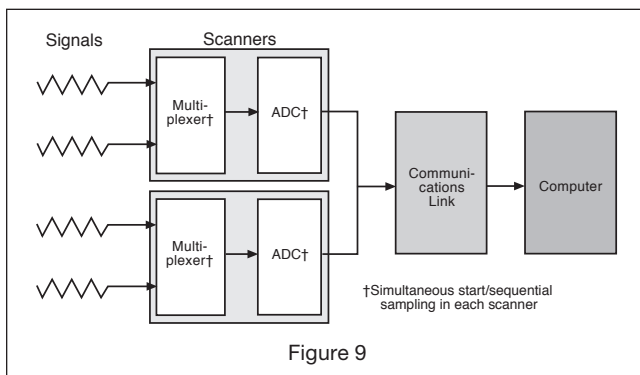 Signals
Scanners
Multi-
plexer†
ADC†
Multi-
plexer†
ADC†
Communi-
cations
Link
Computer
†Simultaneous start/sequential
sampling in each scanner
Figure 9